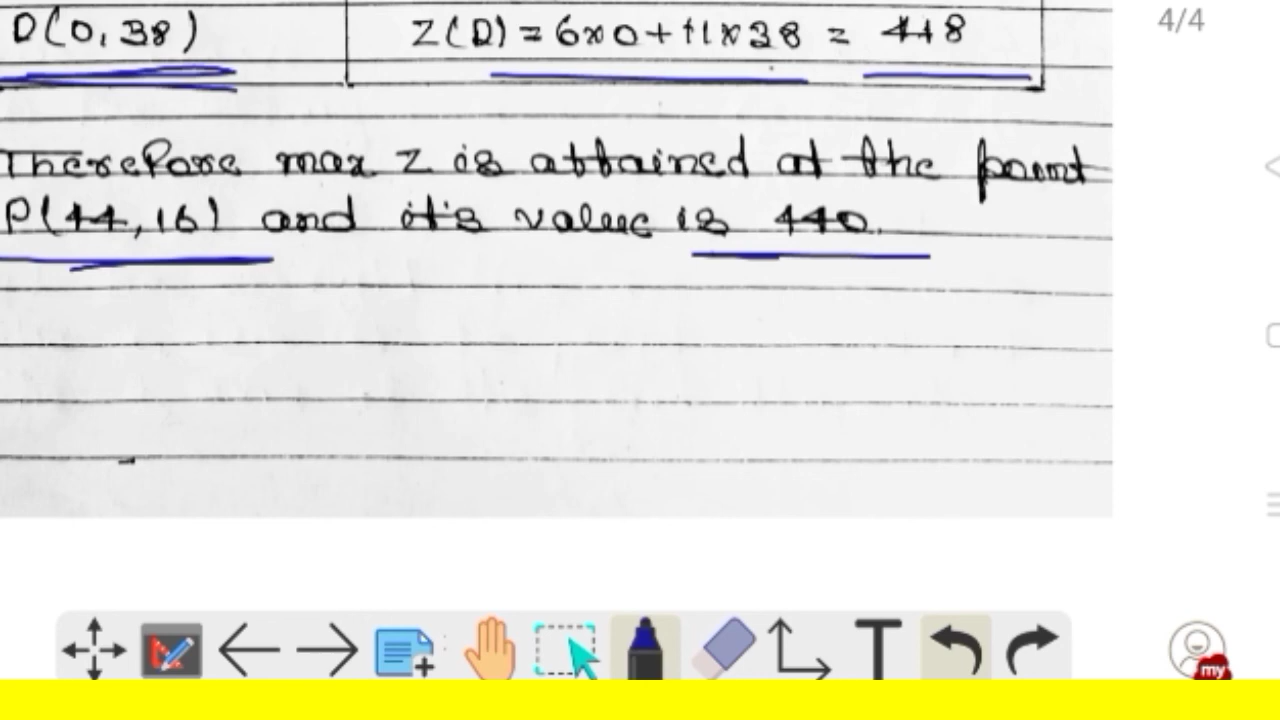 D(0,38) Z(D) = 6×0+11×38 = 418
4/4
Therefore max Z is attained at the point
P(44,16) and it's value is 440.
T
my